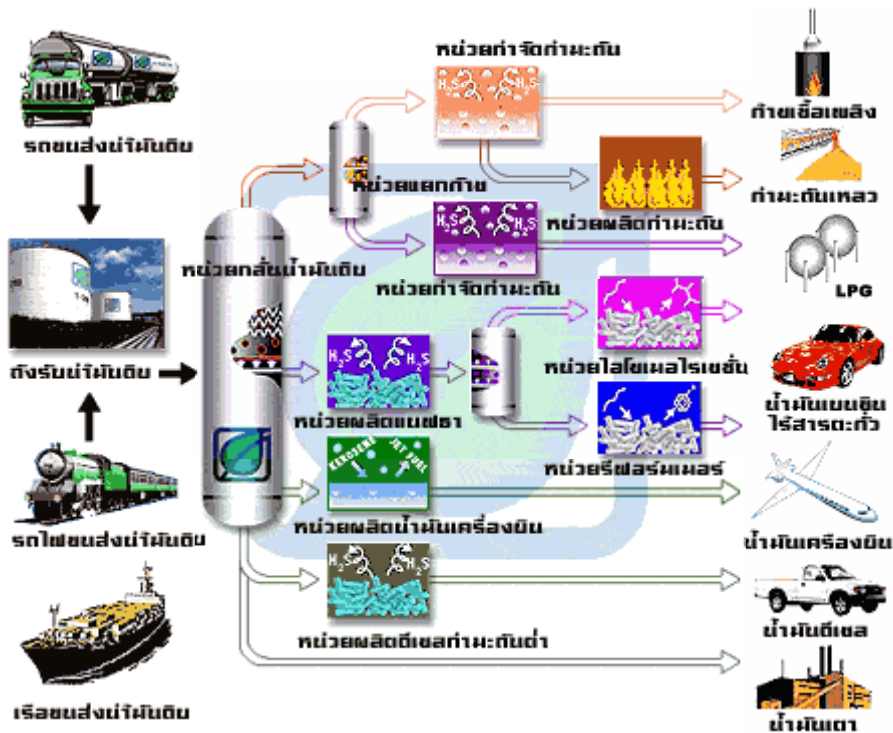 หน่วยกำจัดกำมะถัน
H₂S H₂S
ก๊าซเชื้อเพลิง
รถขนส่งน้ำมันดิบ
หน่วยแยกก๊าซ
หน่วยผลิตกำมะถัน
กำมะถันเหลว
หน่วยกลั่นน้ำมันดิบ
H₂S H₂S
หน่วยกำจัดกำมะถัน
LPG
ถังรับน้ำมันดิบ
H₂S H₂S
หน่วยผลิตแนฟธา
หน่วยไอโซเมอไรเซชั่น
น้ำมันเบนซิน
ไร้สารตะกั่ว
หน่วยรีฟอร์มเมอร์
รถไฟขนส่งน้ำมันดิบ
KEROSENE JET FUEL
หน่วยผลิตน้ำมันเครื่องบิน
น้ำมันเครื่องบิน
H₂S H₂S
หน่วยผลิตดีเซลกำมะถันต่ำ
น้ำมันดีเซล
เรือขนส่งน้ำมันดิบ
น้ำมันเตา